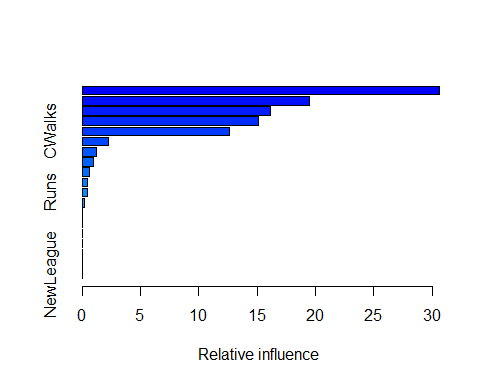 CWalks
Runs
NewLeague
0 5 10 15 20 25 30
Relative influence